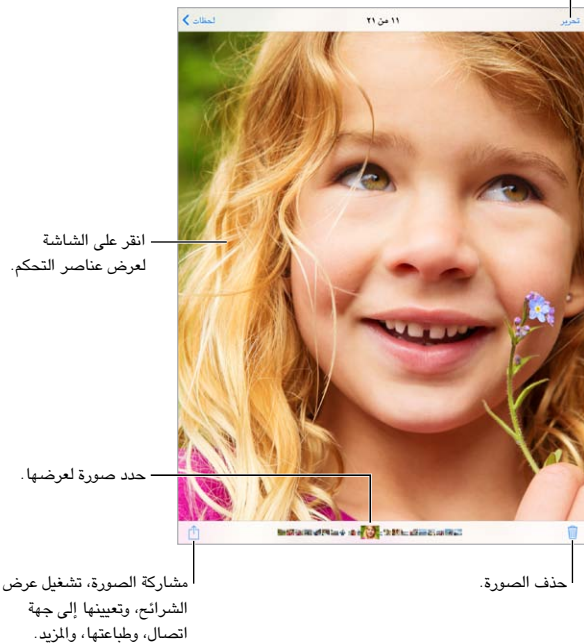 تحرير
١١ من ٢١
لحظات
انقر على الشاشة
لعرض عناصر التحكم.
حدد صورة لعرضها.
حذف الصورة.
مشاركة الصورة، تشغيل عرض
الشرائح، وتعيينها إلى جهة
اتصال، وطباعتها، والمزيد.